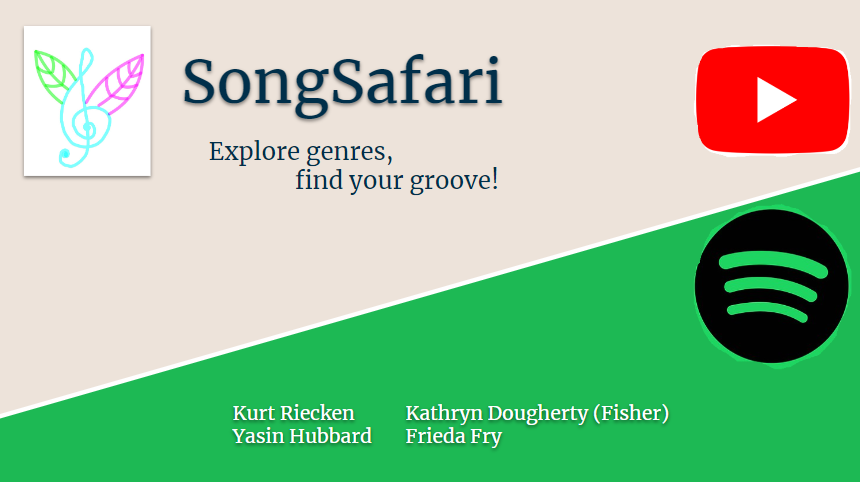 SongSafari
Explore genres,
find your groove!
Kurt Riecken
Yasin Hubbard
Kathryn Dougherty (Fisher)
Frieda Fry